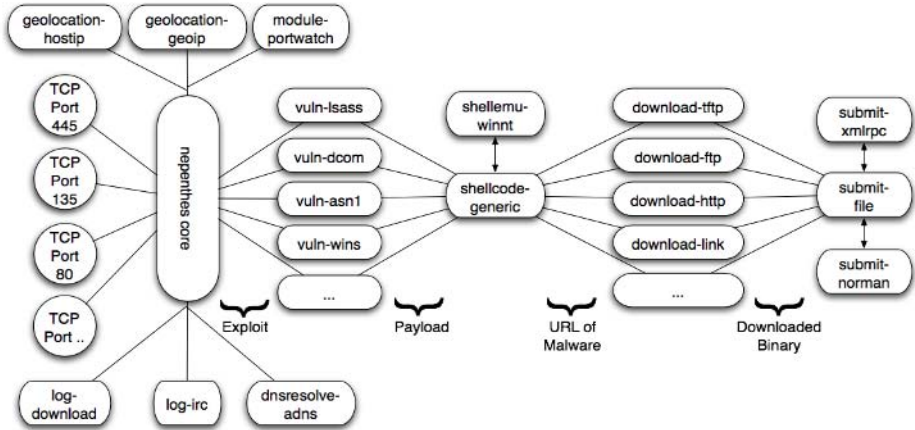 geolocation-
hostip
geolocation-
geoip
module-
portwatch
TCP
Port
445
TCP
Port
135
TCP
Port
80
TCP
Port ..
nepenthes core
vuln-lsass
vuln-dcom
vuln-asn1
vuln-wins
...
shellemu-
winnt
shellcode-
generic
download-tftp
download-ftp
download-http
download-link
...
submit-
xmlrpc
submit-
file
submit-
norman
Exploit
Payload
URL of
Malware
Downloaded
Binary
log-
download
log-irc
dnsresolve-
adns